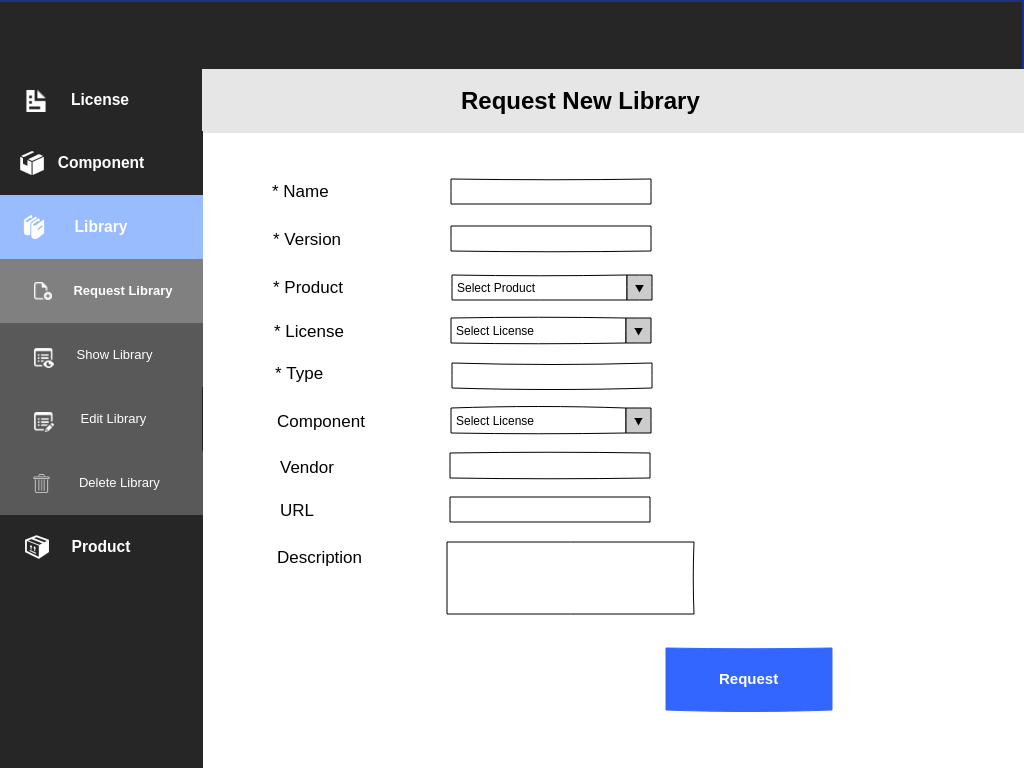 License
Component
Library
Request Library
Show Library
Edit Library
Delete Library
Product
Request New Library
* Name
* Version
* Product Select Product
* License Select License
* Type
Component Select License
Vendor
URL
Description
Request